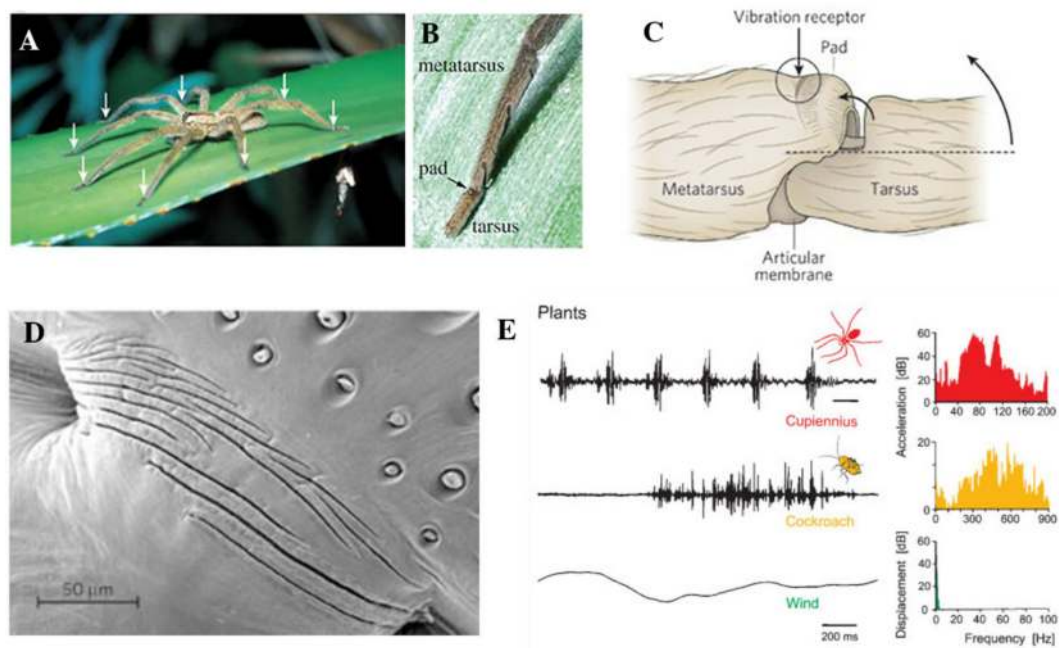 A
B
metatarsus
pad
tarsus
C
Vibration receptor
Pad
Metatarsus
Tarsus
Articular
membrane
D
50 μm
E
Plants
Cupiennius
Cockroach
Wind
200 ms
Acceleration [dB]
60
40
20
0
0 40 80 120 160 200
20
0
0 300 600 900
Displacement [dB]
60
40
20
0
0 20 40 60 80 100
Frequency [Hz]